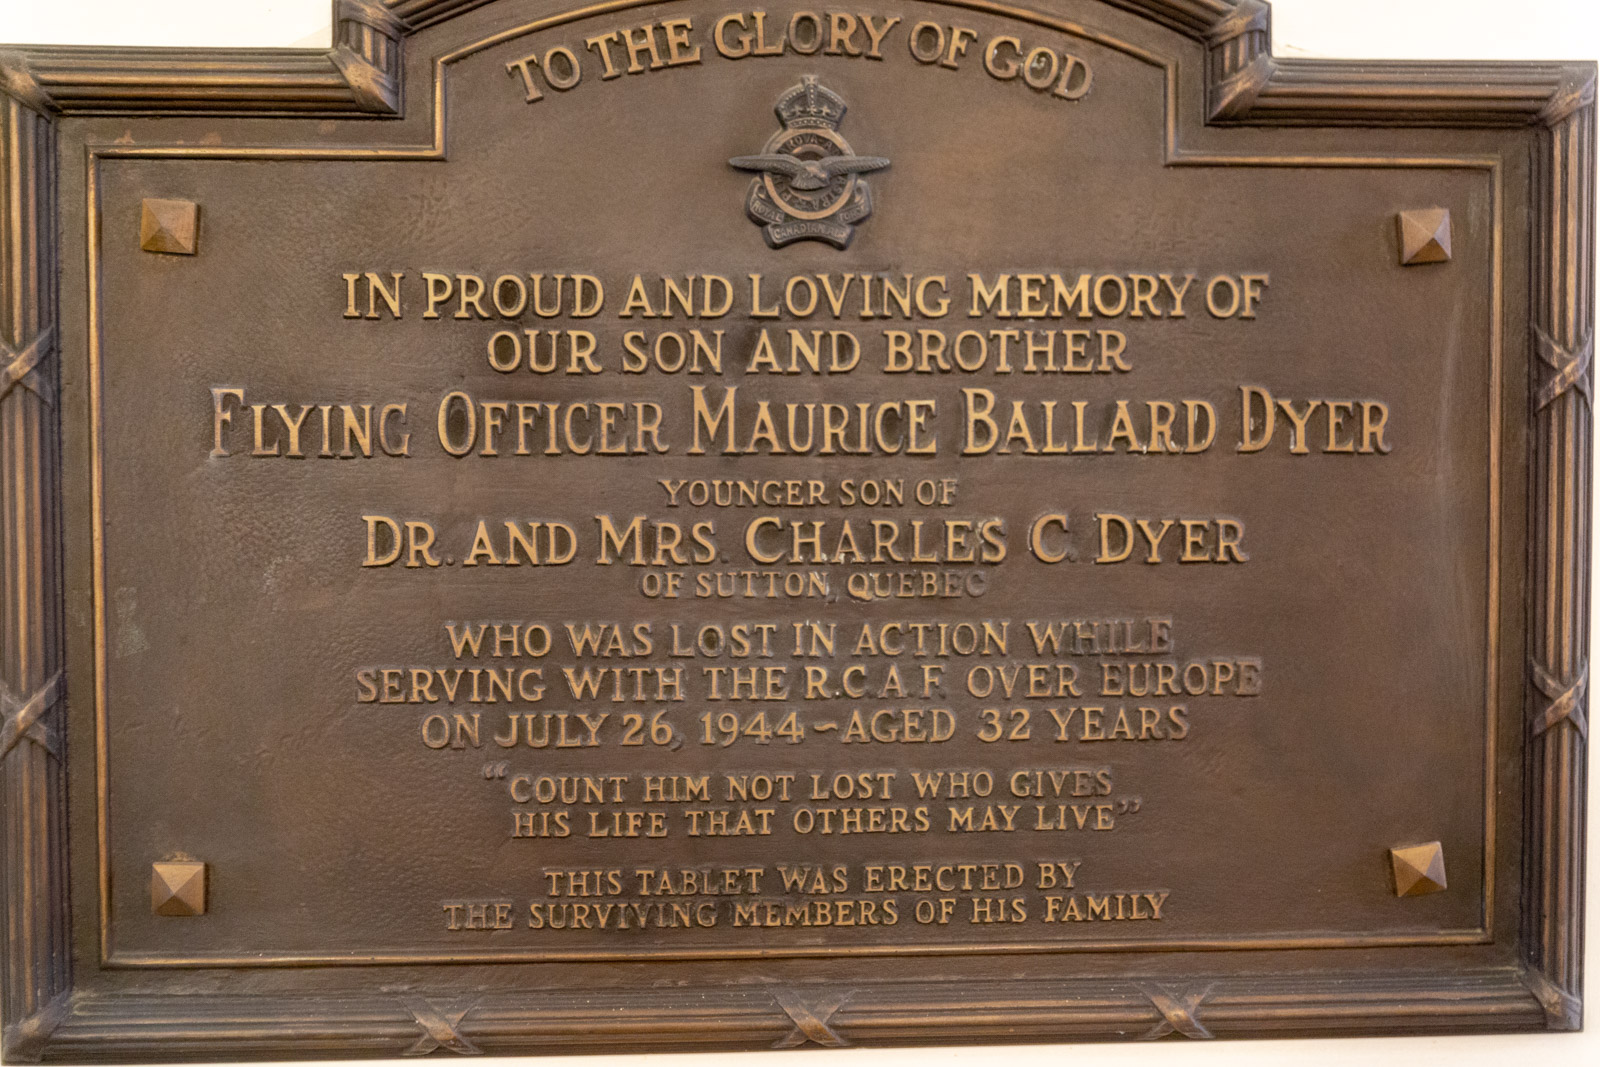 TO THE GLORY OF GOD
ROYAL
CANADIAN AIR
IN PROUD AND LOVING MEMORY OF
OUR SON AND BROTHER
FLYING OFFICER MAURICE BALLARD DYER
YOUNGER SON OF
DR. AND MRS. CHARLES C. DYER
OF SUTTON, QUEBEC
WHO WAS LOST IN ACTION WHILE
SERVING WITH THE R.C.A.F. OVER EUROPE
ON JULY 26, 1944~AGED 32 YEARS
"COUNT HIM NOT LOST WHO GIVES
HIS LIFE THAT OTHERS MAY LIVE"
THIS TABLET WAS ERECTED BY
THE SURVIVING MEMBERS OF HIS FAMILY